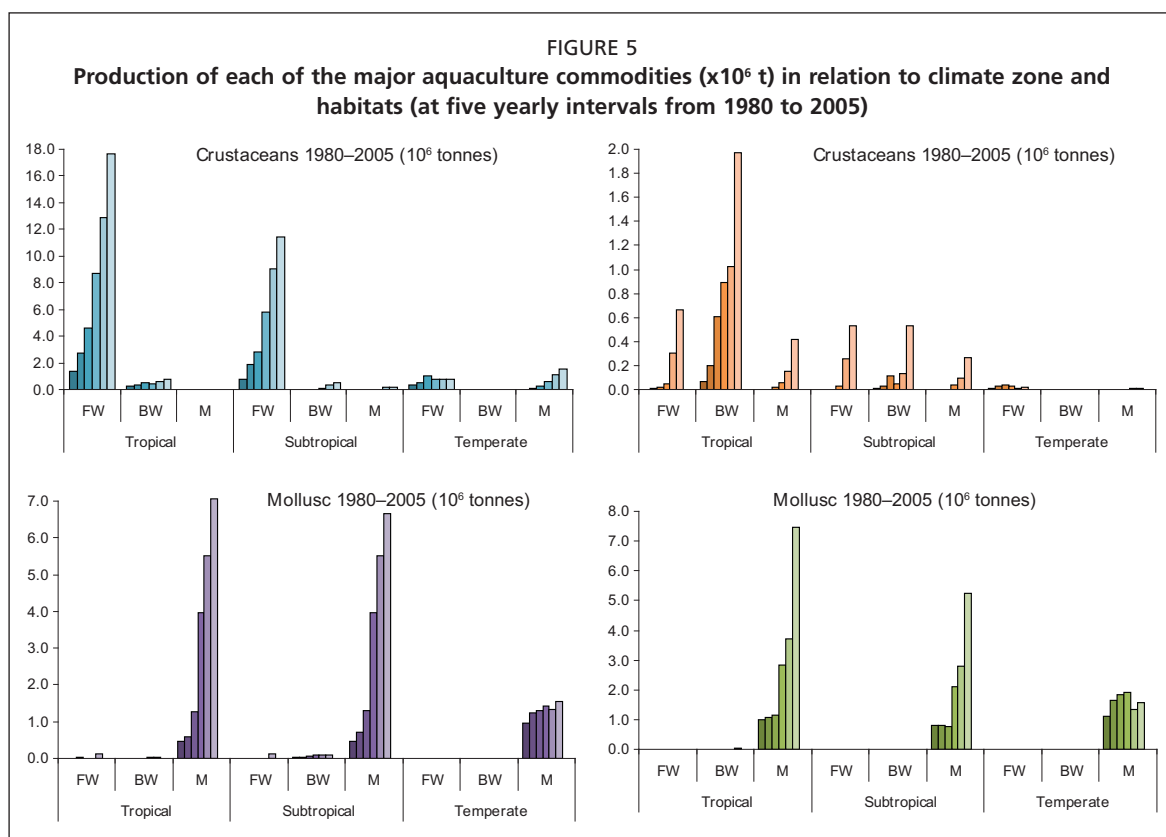 FIGURE 5
Production of each of the major aquaculture commodities (x10⁶ t) in relation to climate zone and
habitats (at five yearly intervals from 1980 to 2005)
Crustaceans 1980–2005 (10⁶ tonnes)
18.0
16.0
14.0
12.0
10.0
8.0
6.0
4.0
2.0
0.0
FW BW M FW BW M FW BW M
Tropical Subtropical Temperate
Crustaceans 1980–2005 (10⁶ tonnes)
2.0
1.8
1.6
1.4
1.2
1.0
0.8
0.6
0.4
0.2
0.0
FW BW M FW BW M FW BW M
Tropical Subtropical Temperate
Mollusc 1980–2005 (10⁶ tonnes)
7.0
6.0
5.0
4.0
3.0
2.0
1.0
0.0
FW BW M FW BW M FW BW M
Tropical Subtropical Temperate
Mollusc 1980–2005 (10⁶ tonnes)
8.0
7.0
6.0
5.0
4.0
3.0
2.0
1.0
0.0
FW BW M FW BW M FW BW M
Tropical Subtropical Temperate